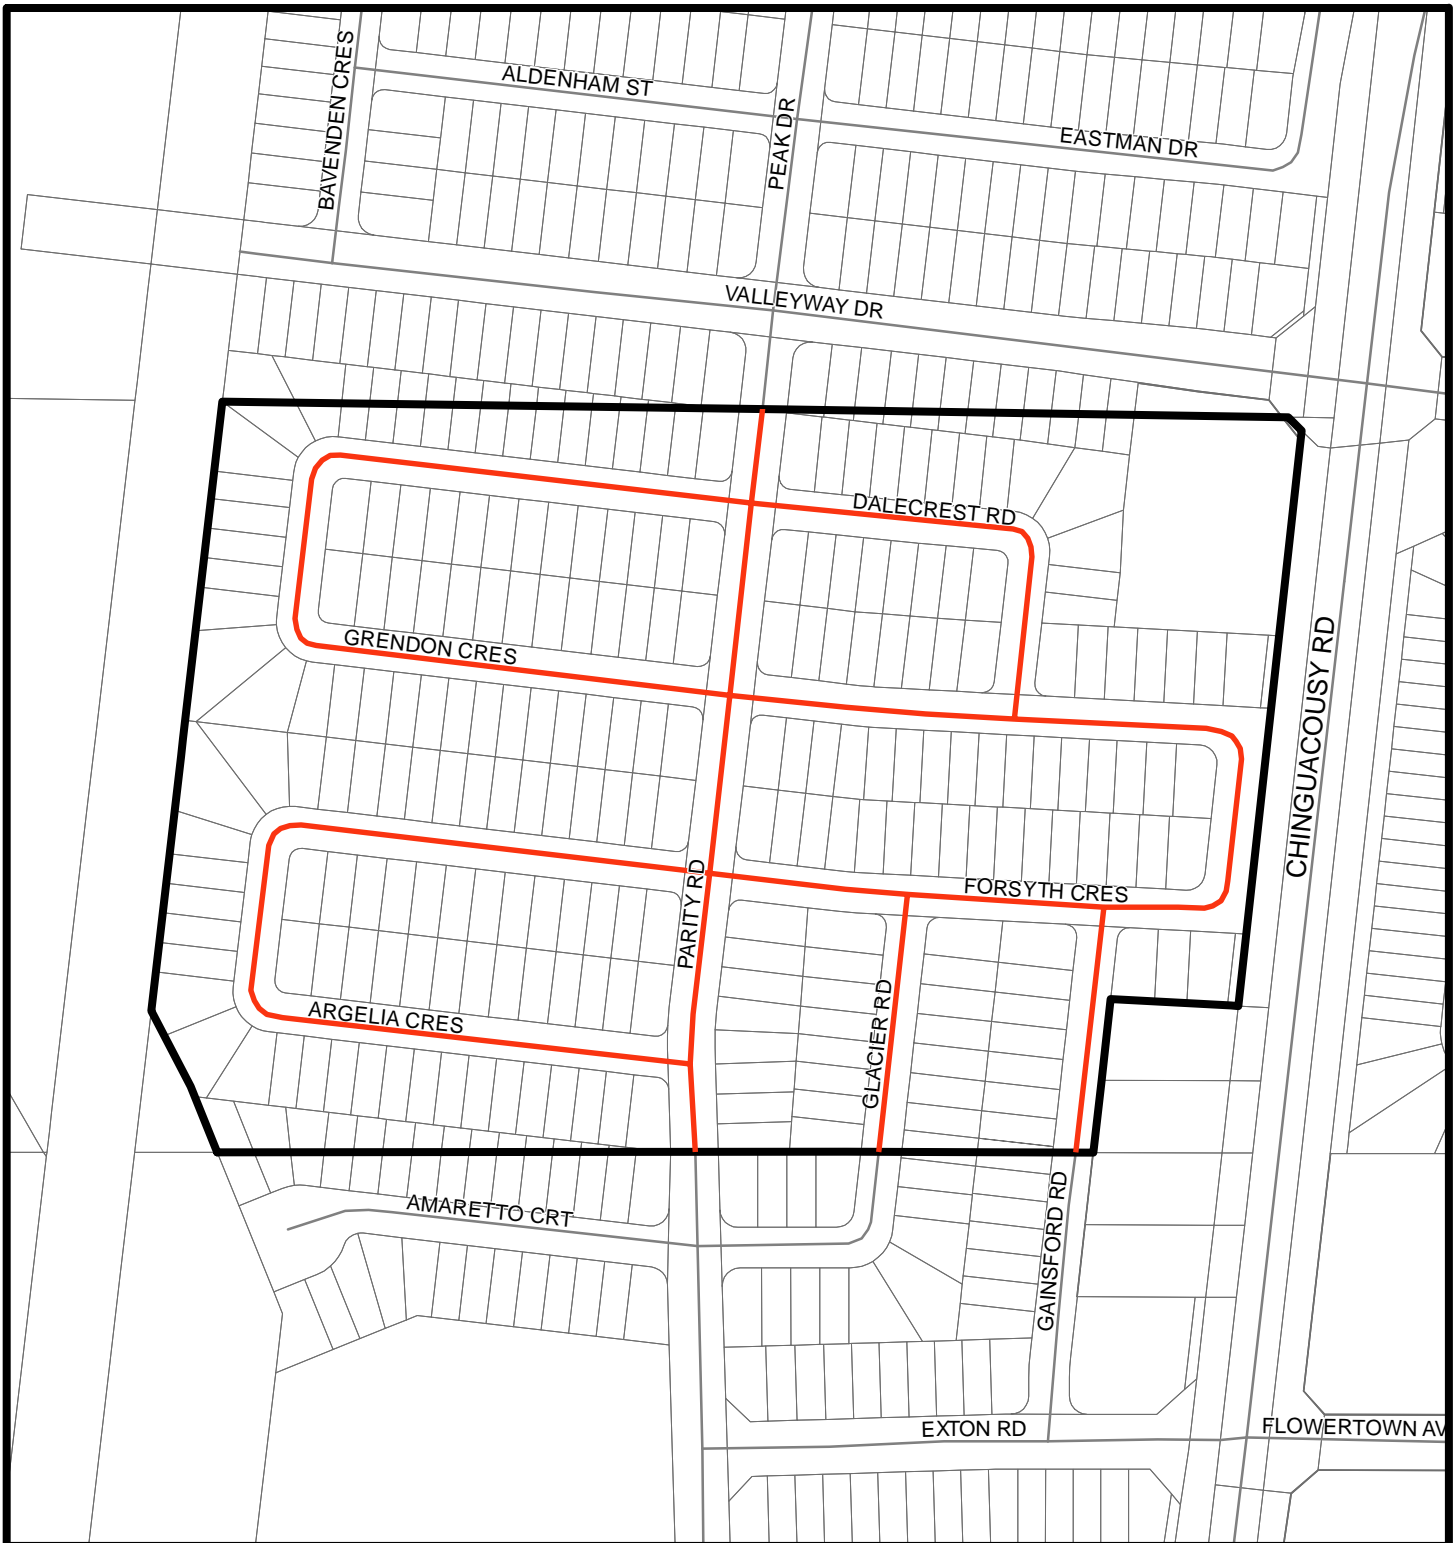 BAVENDEN CRES
ALDENHAM ST
PEAK DR
EASTMAN DR
VALLEYWAY DR
DALECREST RD
GRENDON CRES
CHINGUACOUSY RD
PARITY RD
FORSYTH CRES
ARGELIA CRES
GLACIER RD
AMARETTO CRT
GAINSFORD RD
EXTON RD
FLOWERTOWN AV